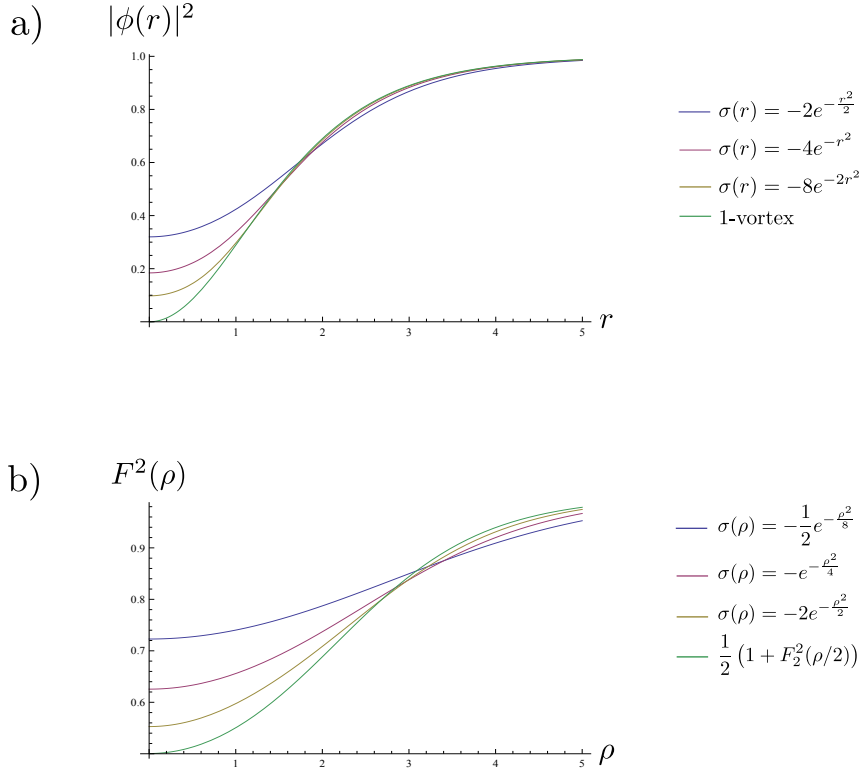 a)
|ϕ(r)|²
1.0
0.8
0.6
0.4
0.2
1 2 3 4 5 r
σ(r) = −2e^{−r²/2}
σ(r) = −4e^{−r²}
σ(r) = −8e^{−2r²}
1-vortex
b)
F²(ρ)
0.9
0.8
0.7
0.6
1 2 3 4 5 ρ
σ(ρ) = −1/2 e^{−ρ²/8}
σ(ρ) = −e^{−ρ²/4}
σ(ρ) = −2e^{−ρ²/2}
1/2 (1 + F₂²(ρ/2))